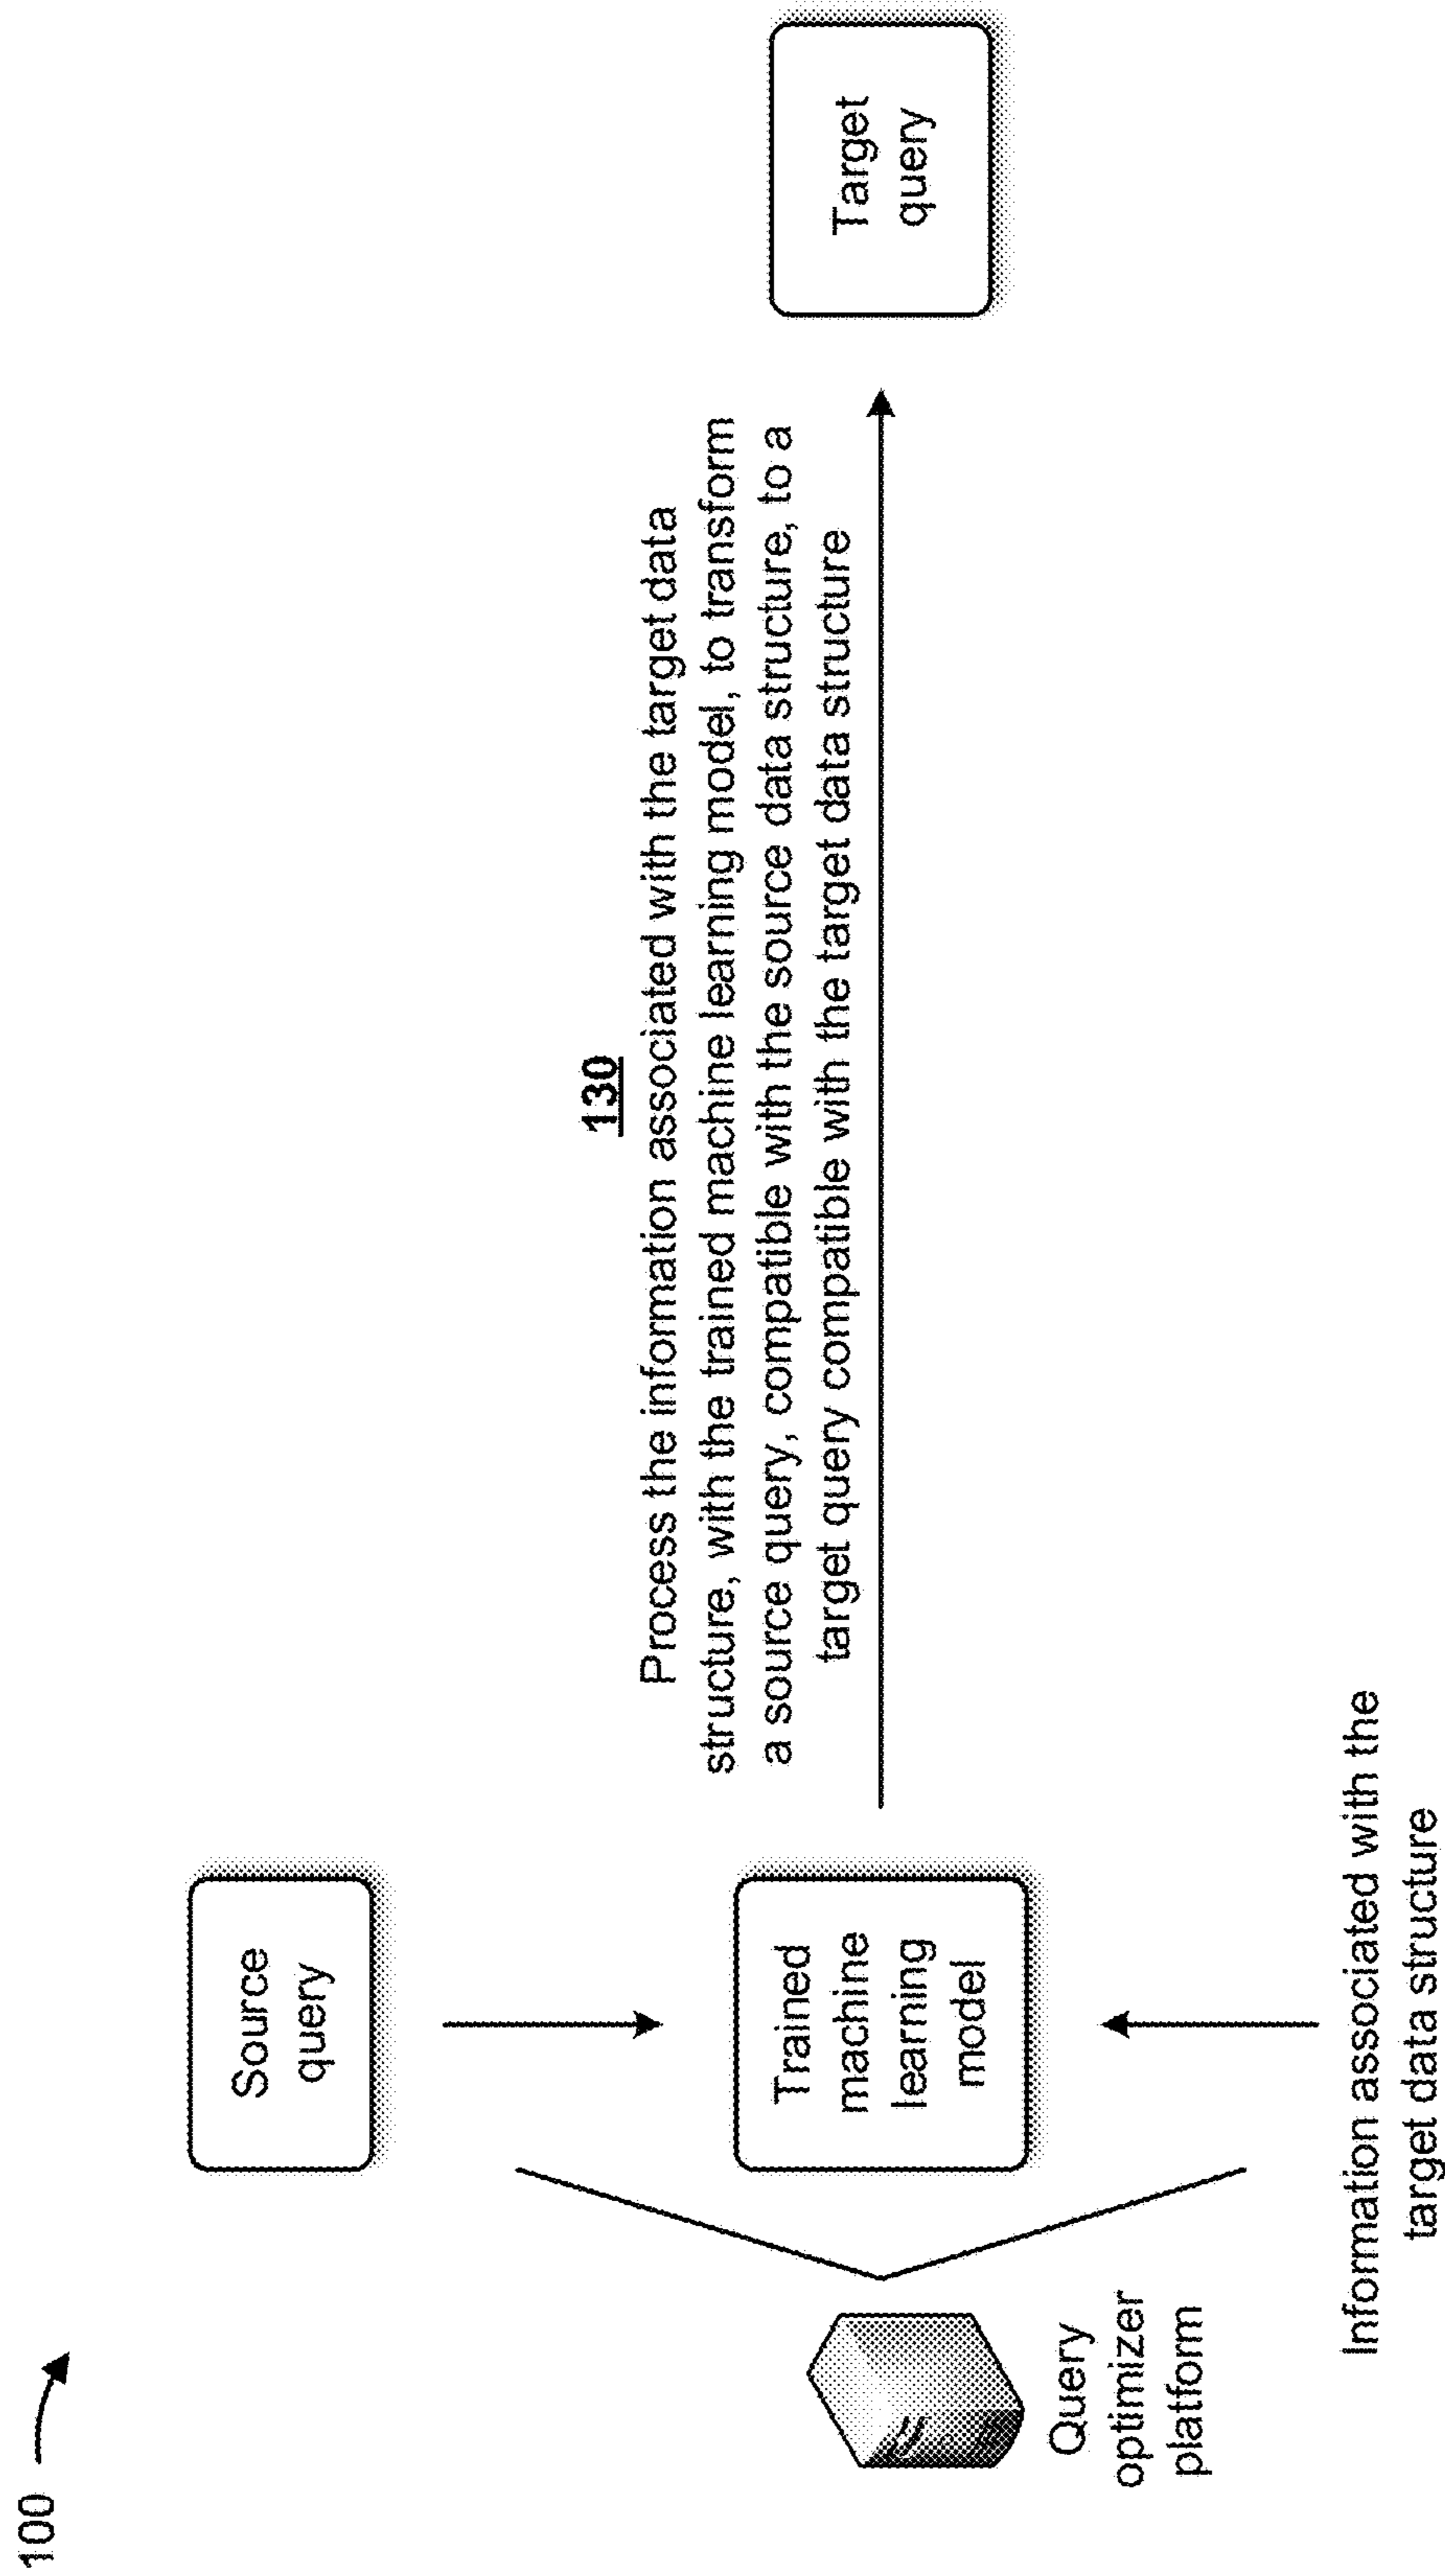 100
Source
query
130
Process the information associated with the target data
structure, with the trained machine learning model, to transform
a source query, compatible with the source data structure, to a
target query compatible with the target data structure
Trained
machine
learning
model
Target
query
Query
optimizer
platform
Information associated with the
target data structure